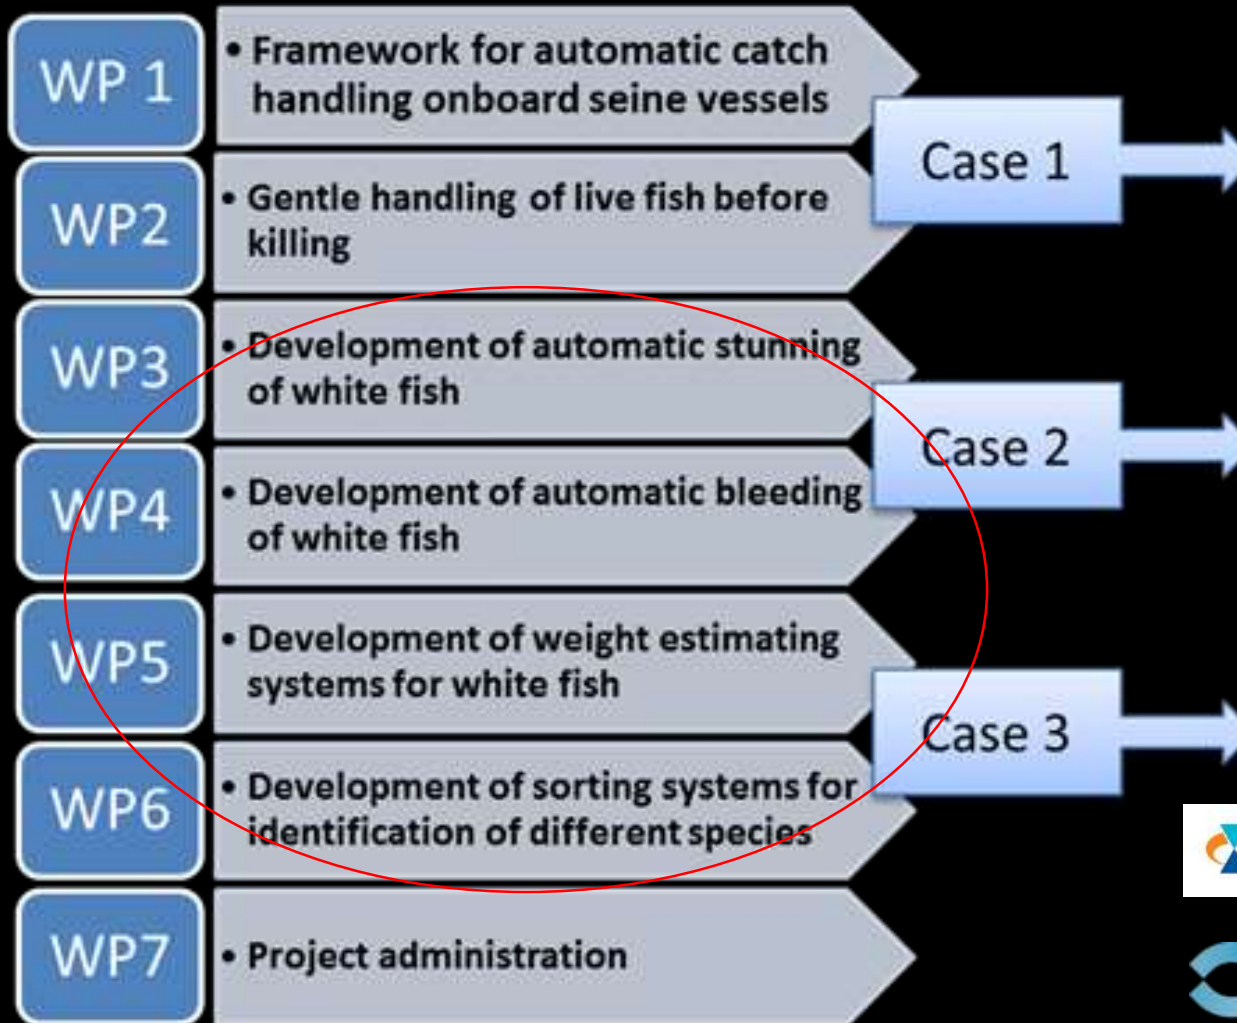 WP 1
• Framework for automatic catch
handling onboard seine vessels
Case 1
WP2
• Gentle handling of live fish before
killing
WP3
• Development of automatic stunning
of white fish
Case 2
WP4
• Development of automatic bleeding
of white fish
WP5
• Development of weight estimating
systems for white fish
Case 3
WP6
• Development of sorting systems for
identification of different species
WP7
• Project administration